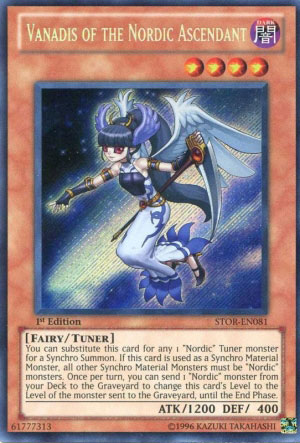 VANADIS OF THE NORDIC ASCENDANT
DARK
闇
1st Edition
STOR-EN081
[FAIRY/TUNER]
You can substitute this card for any 1 "Nordic" Tuner monster
for a Synchro Summon. If this card is used as a Synchro Material
Monster, all other Synchro Material Monsters must be "Nordic"
monsters. Once per turn, you can send 1 "Nordic" monster from
your Deck to the Graveyard to change this card's Level to the
Level of the monster sent to the Graveyard, until the End Phase.
ATK/1200 DEF/ 400
61777313
©1996 KAZUKI TAKAHASHI